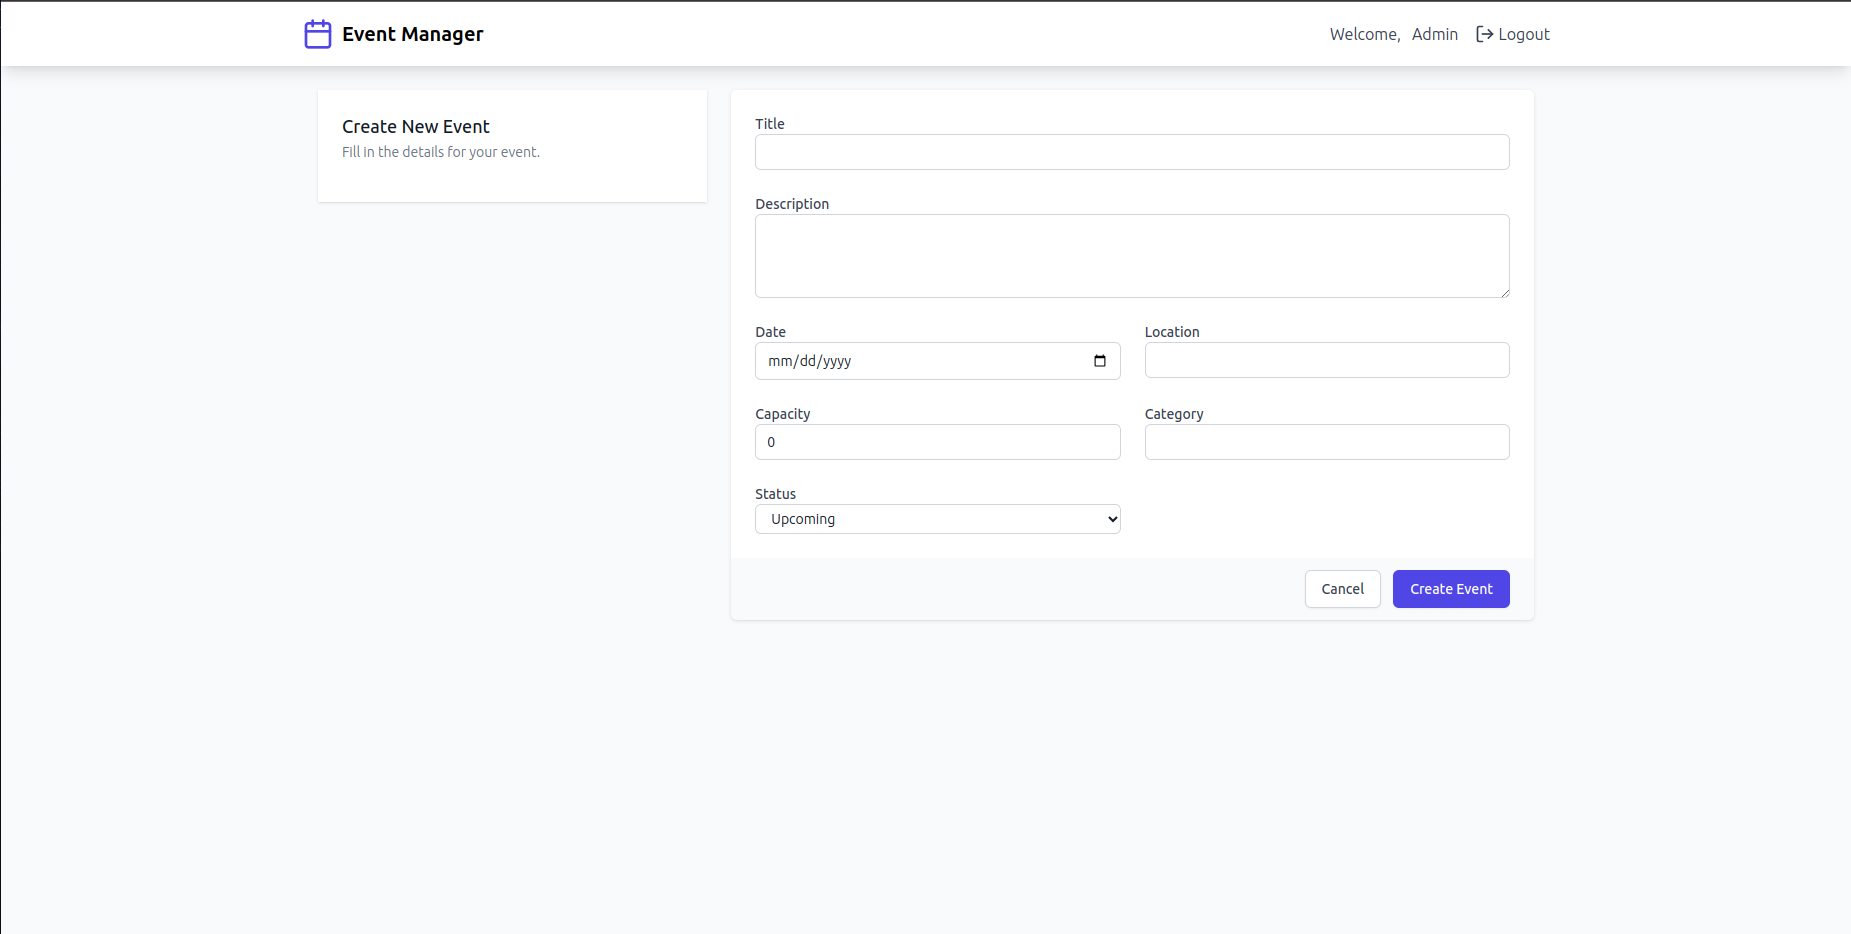 Event Manager
Welcome, Admin Logout
Create New Event
Fill in the details for your event.
Title
Description
Date
mm/dd/yyyy
Location
Capacity
0
Category
Status
Upcoming
Cancel
Create Event